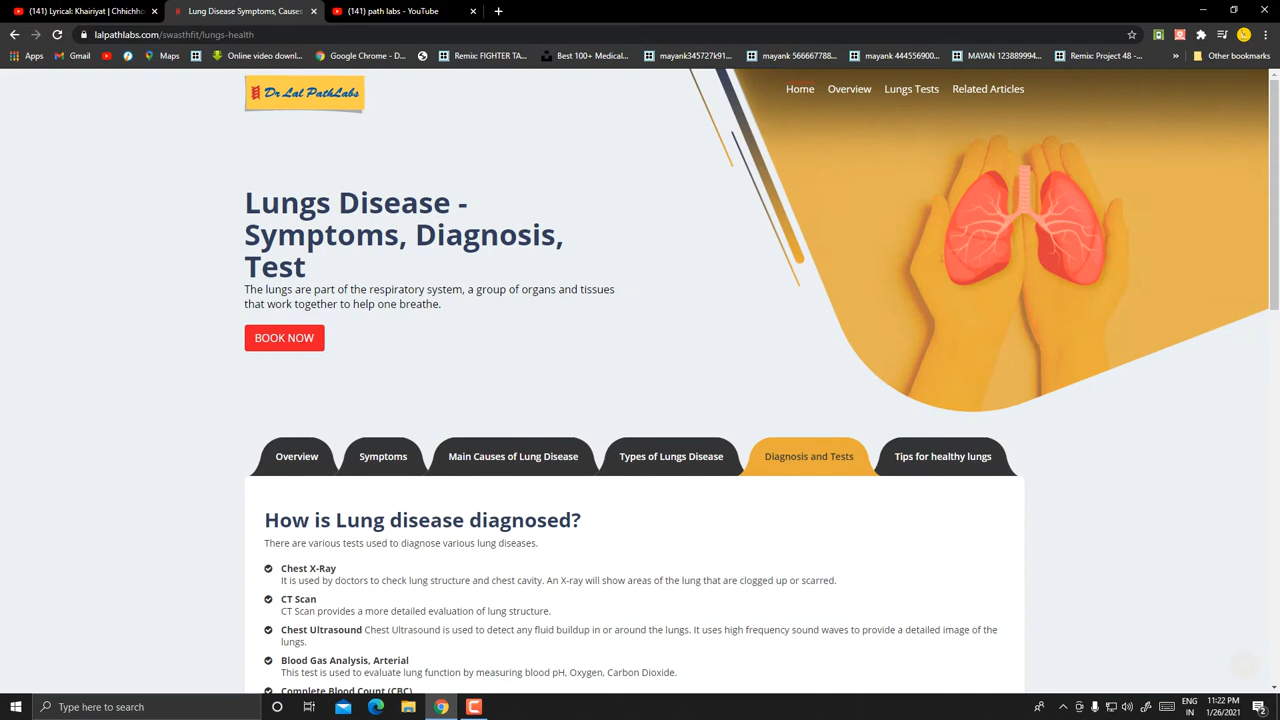 (141) Lyrical: Khairiyat | Chhichho
Lungs Disease Symptoms, Causes
(141) path labs - YouTube
lalpathlabs.com/swasthfit/lungs-health
Apps
Gmail
YouTube
Maps
Online video downl...
Google Chrome - D...
Remix: FIGHTER TA...
Best 100+ Medical...
mayank345727k91...
mayank 566667788...
mayank 444556900...
MAYAN 123889994...
Remix: Project 48 -...
»
Other bookmarks
Dr Lal PathLabs
Home
Overview
Lungs Tests
Related Articles
Lungs Disease -
Symptoms, Diagnosis,
Test
The lungs are part of the respiratory system, a group of organs and tissues
that work together to help one breathe.
BOOK NOW
Overview
Symptoms
Main Causes of Lung Disease
Types of Lungs Disease
Diagnosis and Tests
Tips for healthy lungs
How is Lung disease diagnosed?
There are various tests used to diagnose various lung diseases.
Chest X-Ray
It is used by doctors to check lung structure and chest cavity. An X-ray will show areas of the lung that are clogged up or scarred.
CT Scan
CT Scan provides a more detailed evaluation of lung structure.
Chest Ultrasound Chest Ultrasound is used to detect any fluid buildup in or around the lungs. It uses high frequency sound waves to provide a detailed image of the
lungs.
Blood Gas Analysis, Arterial
This test is used to evaluate lung function by measuring blood pH, Oxygen, Carbon Dioxide.
Complete Blood Count (CBC)
Type here to search
ENG
IN
11:22 PM
1/26/2021
2